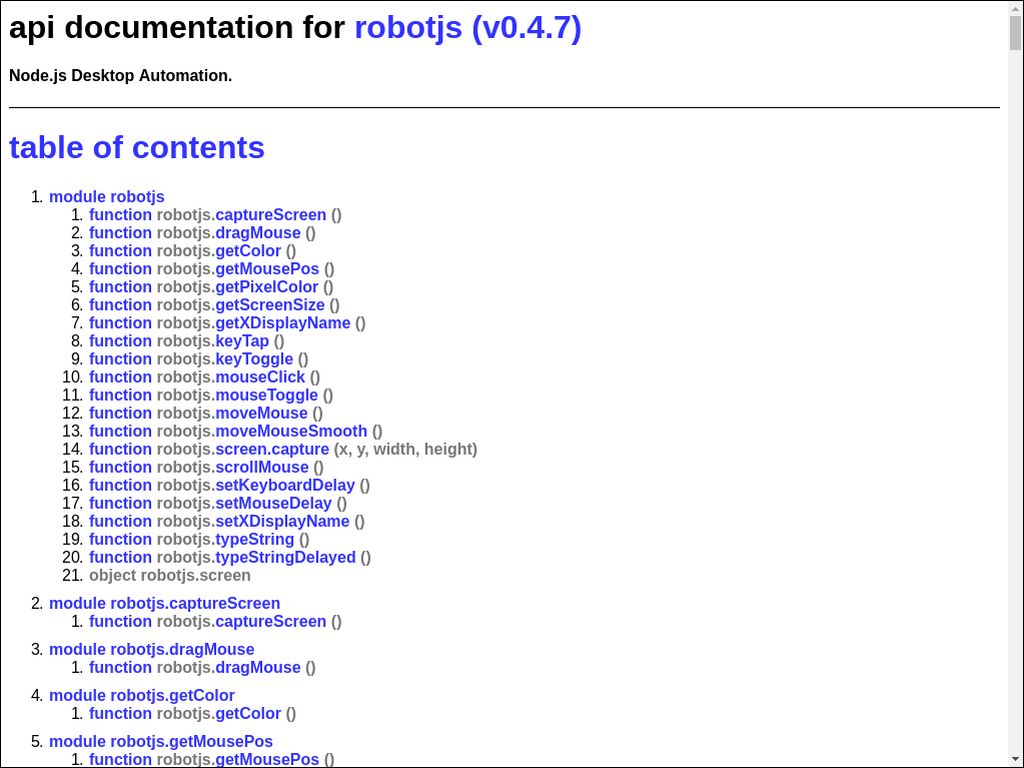 api documentation for robotjs (v0.4.7)
Node.js Desktop Automation.
table of contents
1. module robotjs
1. function robotjs.captureScreen ()
2. function robotjs.dragMouse ()
3. function robotjs.getColor ()
4. function robotjs.getMousePos ()
5. function robotjs.getPixelColor ()
6. function robotjs.getScreenSize ()
7. function robotjs.getXDisplayName ()
8. function robotjs.keyTap ()
9. function robotjs.keyToggle ()
10. function robotjs.mouseClick ()
11. function robotjs.mouseToggle ()
12. function robotjs.moveMouse ()
13. function robotjs.moveMouseSmooth ()
14. function robotjs.screen.capture (x, y, width, height)
15. function robotjs.scrollMouse ()
16. function robotjs.setKeyboardDelay ()
17. function robotjs.setMouseDelay ()
18. function robotjs.setXDisplayName ()
19. function robotjs.typeString ()
20. function robotjs.typeStringDelayed ()
21. object robotjs.screen
2. module robotjs.captureScreen
1. function robotjs.captureScreen ()
3. module robotjs.dragMouse
1. function robotjs.dragMouse ()
4. module robotjs.getColor
1. function robotjs.getColor ()
5. module robotjs.getMousePos
1. function robotjs.getMousePos ()